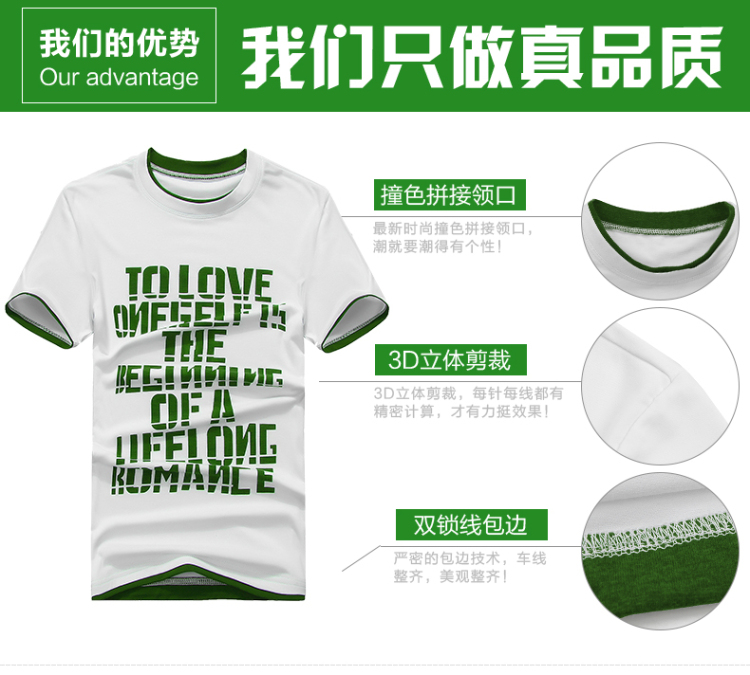 我们的优势
Our advantage
我们只做真品质
撞色拼接领口
最新时尚撞色拼接领口，
潮就要潮得有个性！
TO LOVE
ONESELF IS
THE
BEGINNING
OF A
LIFELONG
ROMANCE
3D立体剪裁
3D立体剪裁，每针每线都有
精密计算，才有力挺效果！
双锁线包边
严密的包边技术，车线
整齐，美观整齐！